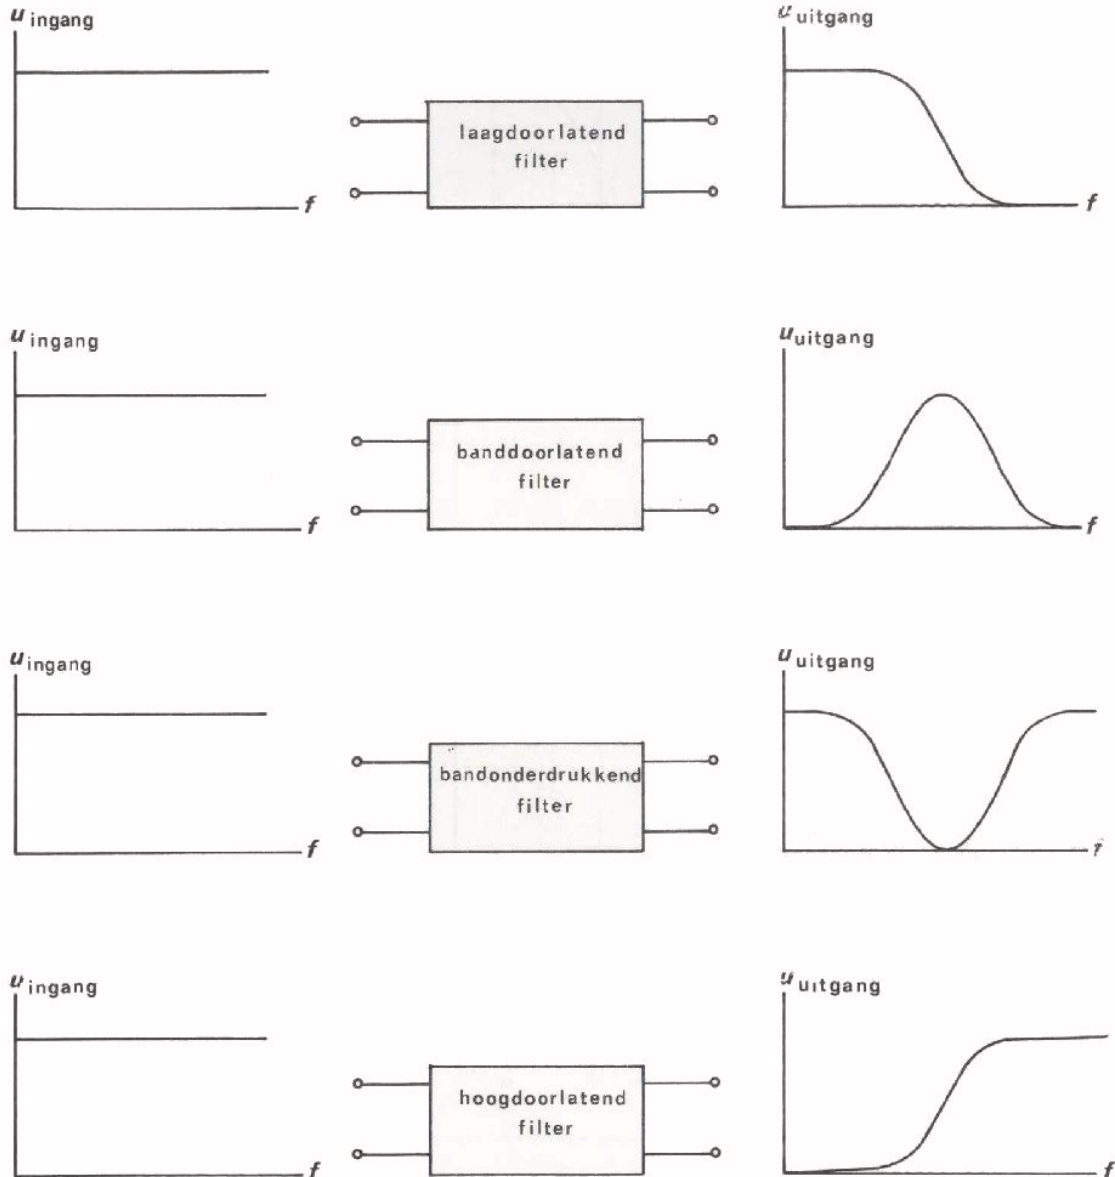 u ingang
u uitgang
laagdoorlatend
filter
f
f
u ingang
u uitgang
banddoorlatend
filter
f
f
u ingang
u uitgang
bandonderdrukkend
filter
f
f
u ingang
u uitgang
hoogdoorlatend
filter
f
f